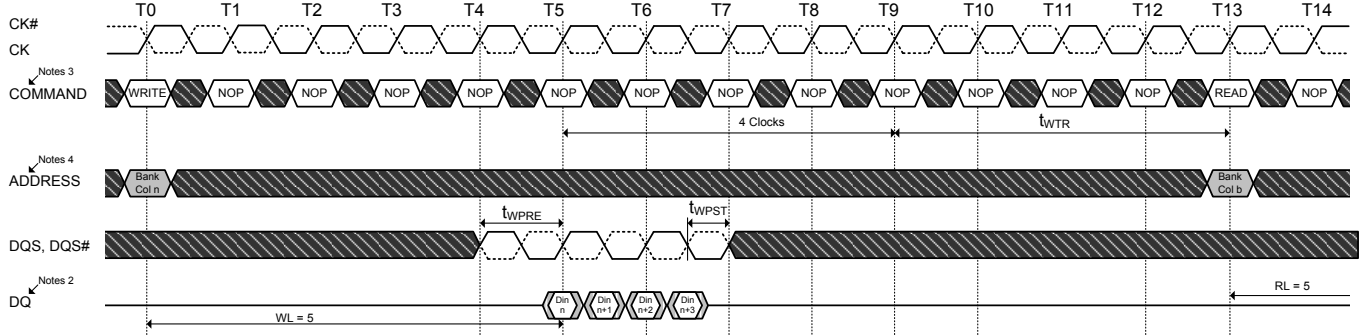 T0 T1 T2 T3 T4 T5 T6 T7 T8 T9 T10 T11 T12 T13 T14
CK#
CK
Notes 3
COMMAND
WRITE NOP NOP NOP NOP NOP NOP NOP NOP NOP NOP NOP NOP READ NOP
4 Clocks tWTR
Notes 4
ADDRESS
Bank Bank
Col n Col b
tWPRE tWPST
DQS, DQS#
Notes 2
DQ
Din Din Din Din
n n+1 n+2 n+3
RL = 5
WL = 5